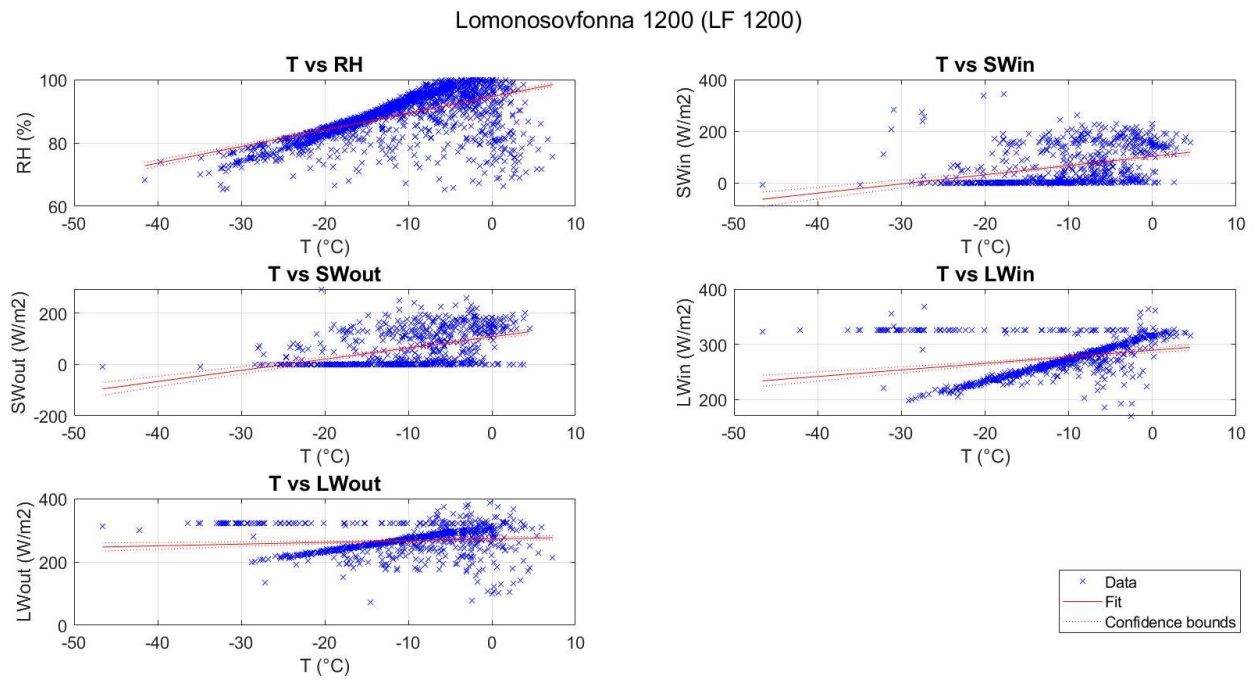 Lomonosovfonna 1200 (LF 1200)
T vs RH
100
80
60
RH (%)
-50 -40 -30 -20 -10 0 10
T (°C)
T vs SWin
400
200
0
SWin (W/m2)
-50 -40 -30 -20 -10 0 10
T (°C)
T vs SWout
200
0
-200
SWout (W/m2)
-50 -40 -30 -20 -10 0 10
T (°C)
T vs LWin
400
300
200
LWin (W/m2)
-50 -40 -30 -20 -10 0 10
T (°C)
T vs LWout
400
200
0
LWout (W/m2)
-50 -40 -30 -20 -10 0 10
T (°C)
Data
Fit
Confidence bounds